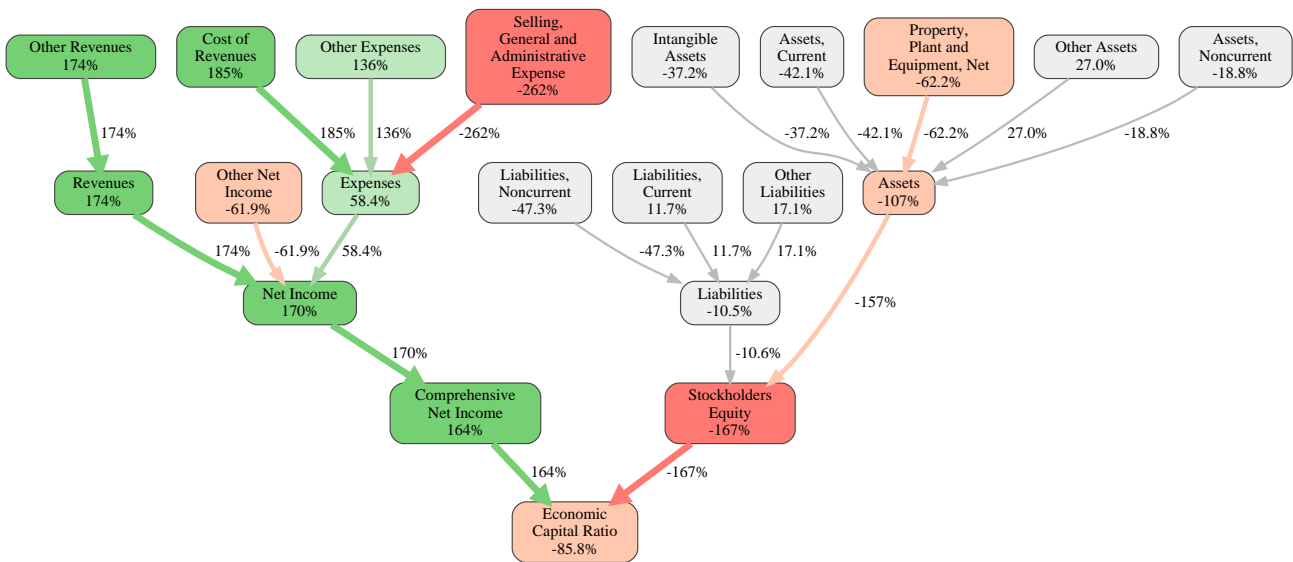 Other Revenues
174%
Cost of
Revenues
185%
Other Expenses
136%
Selling,
General and
Administrative
Expense
-262%
Intangible
Assets
-37.2%
Assets,
Current
-42.1%
Property,
Plant and
Equipment, Net
-62.2%
Other Assets
27.0%
Assets,
Noncurrent
-18.8%
174%
185%
136%
-262%
-37.2%
-42.1%
-62.2%
27.0%
-18.8%
Revenues
174%
Other Net
Income
-61.9%
Expenses
58.4%
Liabilities,
Noncurrent
-47.3%
Liabilities,
Current
11.7%
Other
Liabilities
17.1%
Assets
-107%
174%
-61.9%
58.4%
-47.3%
11.7%
17.1%
Net Income
170%
Liabilities
-10.5%
-157%
170%
-10.6%
Comprehensive
Net Income
164%
Stockholders
Equity
-167%
164%
-167%
Economic
Capital Ratio
-85.8%